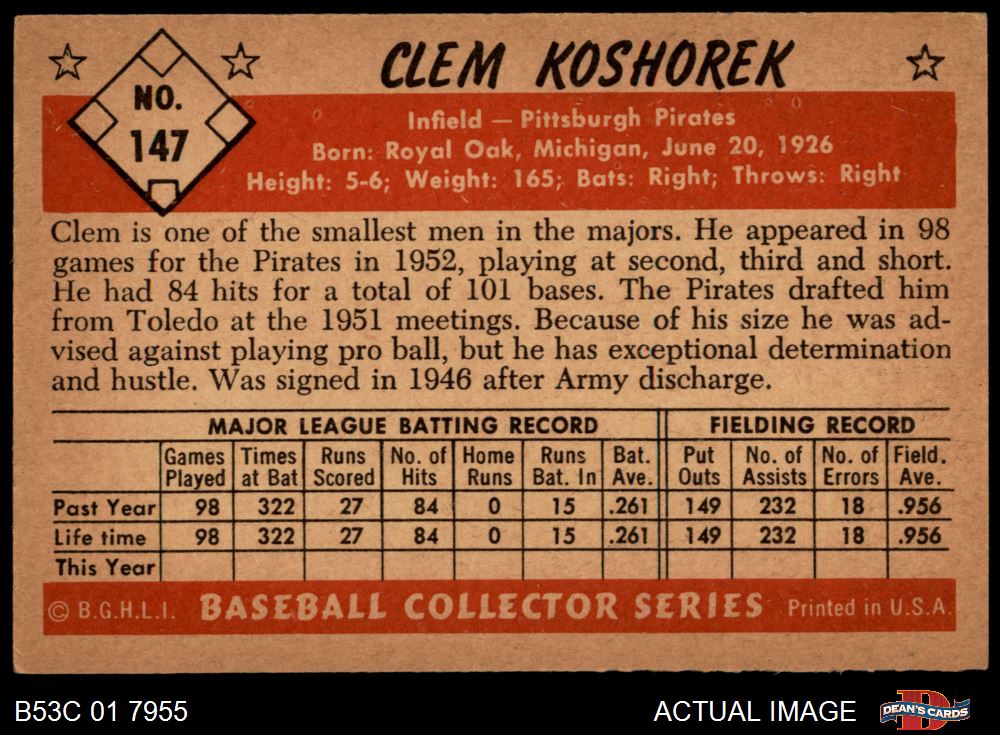 CLEM KOSHOREK
NO.
147
Infield — Pittsburgh Pirates
Born: Royal Oak, Michigan, June 20, 1926
Height: 5-6; Weight: 165; Bats: Right; Throws: Right
Clem is one of the smallest men in the majors. He appeared in 98
games for the Pirates in 1952, playing at second, third and short.
He had 84 hits for a total of 101 bases. The Pirates drafted him
from Toledo at the 1951 meetings. Because of his size he was ad-
vised against playing pro ball, but he has exceptional determination
and hustle. Was signed in 1946 after Army discharge.
MAJOR LEAGUE BATTING RECORD FIELDING RECORD
Games Times Runs No. of Home Runs Bat. Put No. of No. of Field.
Played at Bat Scored Hits Runs Bat. In Ave. Outs Assists Errors Ave.
Past Year 98 322 27 84 0 15 .261 149 232 18 .956
Life time 98 322 27 84 0 15 .261 149 232 18 .956
This Year
© B.G.H.L.I. BASEBALL COLLECTOR SERIES Printed in U.S.A.
B53C 01 7955 ACTUAL IMAGE D DEAN'S CARDS